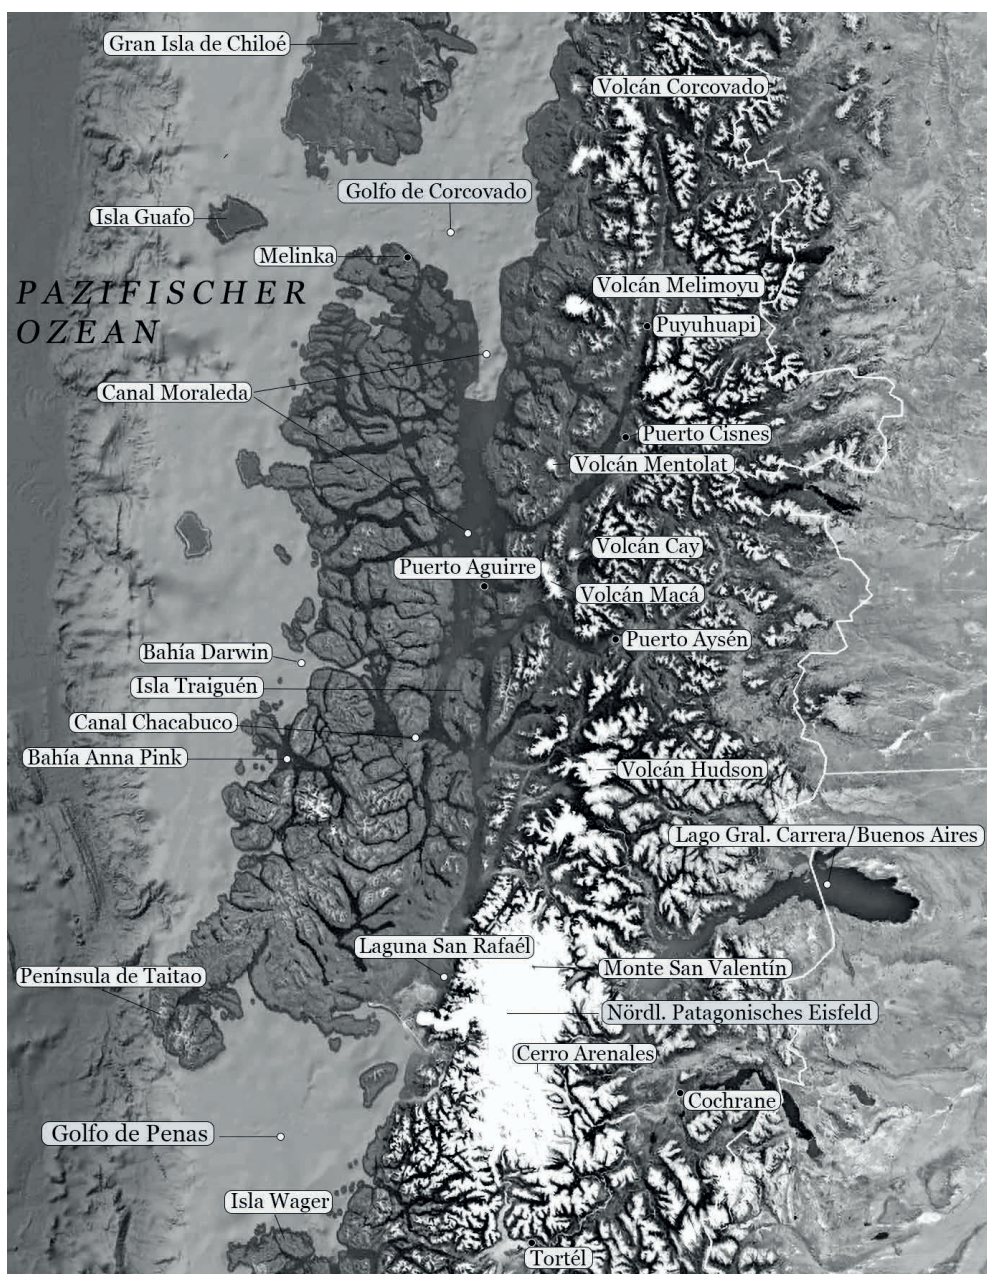 Gran Isla de Chiloé
Volcán Corcovado
Golfo de Corcovado
Isla Guafo
Melinka
PAZIFISCHER
OZEAN
Volcán Melimoyu
Puyuhuapi
Canal Moraleda
Puerto Cisnes
Volcán Mentolat
Volcán Cay
Puerto Aguirre
Volcán Macá
Puerto Aysén
Bahía Darwin
Isla Traiguén
Canal Chacabuco
Bahía Anna Pink
Volcán Hudson
Lago Gral. Carrera/Buenos Aires
Laguna San Rafaél
Monte San Valentín
Península de Taitao
Nördl. Patagonisches Eisfeld
Cerro Arenales
Cochrane
Golfo de Penas
Isla Wager
Tortél